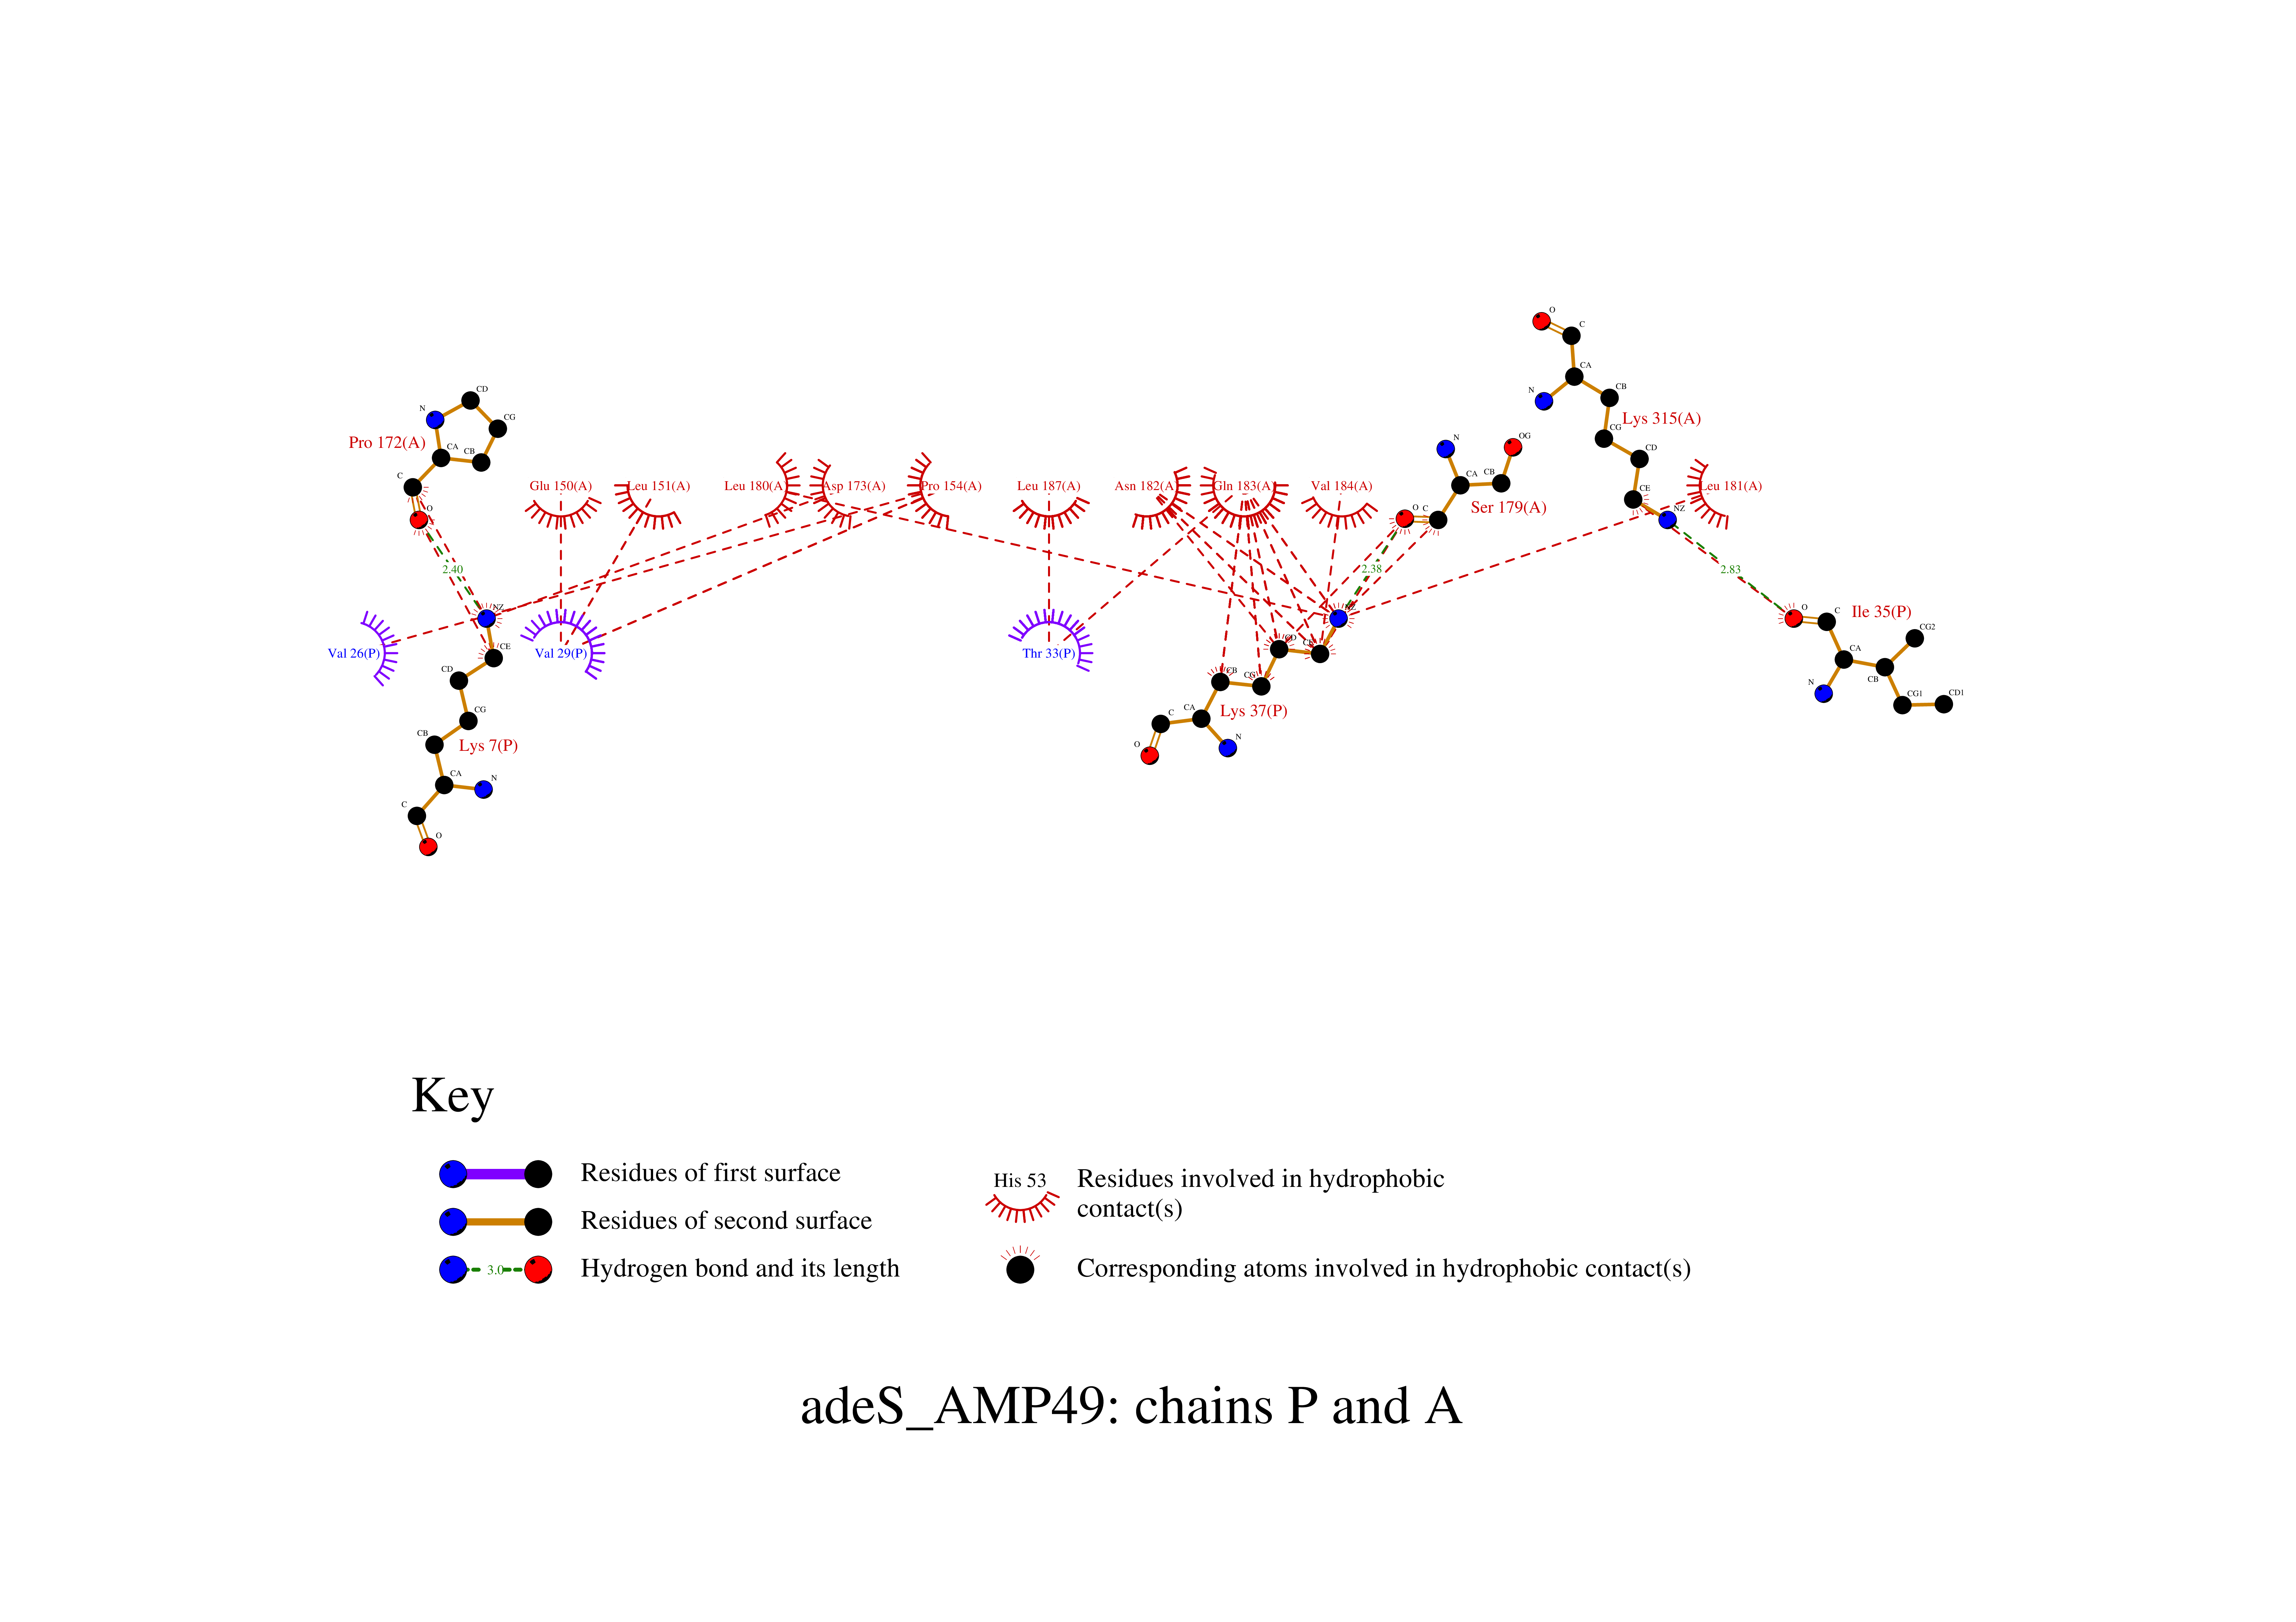 O
C
CA
N
CB
Lys 315(A)
CG
CD
CE
NZ
Leu 181(A)
CD
N
CG
Pro 172(A)
CA
CB
C
O
Glu 150(A)
Leu 151(A)
Leu 180(A
Asp 173(A)
Pro 154(A)
Leu 187(A)
Asn 182(A
Gln 183(A)
Val 184(A)
N
OG
CA
CB
Ser 179(A)
O
C
2.40
2.38
2.83
NZ
Val 26(P)
CE
Val 29(P)
CD
CG
CB
Lys 7(P)
CA
N
C
O
Thr 33(P)
CD
CB
Lys 37(P)
CA
C
N
O
O
C
Ile 35(P)
CG2
CA
CB
N
CG1
CD1
Key
Residues of first surface
Residues of second surface
3.0
Hydrogen bond and its length
His 53
Residues involved in hydrophobic
contact(s)
Corresponding atoms involved in hydrophobic contact(s)
adeS_AMP49: chains P and A